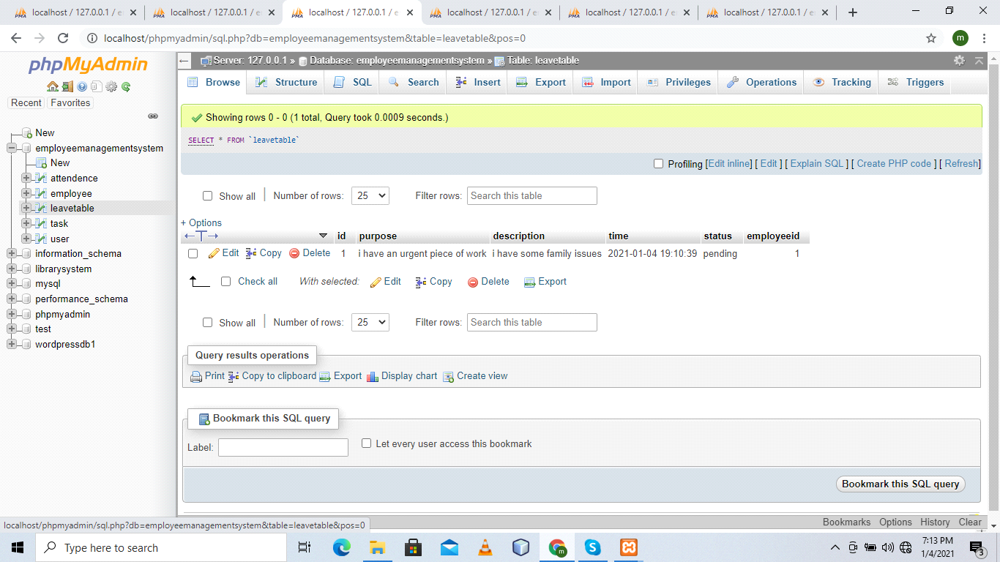 localhost / 127.0.0.1 / e
localhost / 127.0.0.1 / e
localhost / 127.0.0.1 / e
localhost / 127.0.0.1 / e
localhost / 127.0.0.1 / e
localhost / 127.0.0.1 / e
localhost/phpmyadmin/sql.php?db=employeemanagementsystem&table=leavetable&pos=0
m
phpMyAdmin
Recent Favorites
New
employeemanagementsystem
New
attendence
employee
leavetable
task
user
information_schema
librarysystem
mysql
performance_schema
phpmyadmin
test
wordpressdb1
Server: 127.0.0.1 » Database: employeemanagementsystem » Table: leavetable
Browse Structure SQL Search Insert Export Import Privileges Operations Tracking Triggers
Showing rows 0 - 0 (1 total, Query took 0.0009 seconds.)
SELECT * FROM `leavetable`
Profiling [Edit inline] [ Edit ] [ Explain SQL ] [ Create PHP code ] [ Refresh]
Show all Number of rows: 25 Filter rows: Search this table
+ Options
id purpose description time status employeeid
Edit Copy Delete 1 i have an urgent piece of work i have some family issues 2021-01-04 19:10:39 pending 1
Check all With selected: Edit Copy Delete Export
Show all Number of rows: 25 Filter rows: Search this table
Query results operations
Print Copy to clipboard Export Display chart Create view
Bookmark this SQL query
Label: Let every user access this bookmark
Bookmark this SQL query
localhost/phpmyadmin/sql.php?db=employeemanagementsystem&table=leavetable&pos=0
Bookmarks Options History Clear
Type here to search
7:13 PM
1/4/2021
3